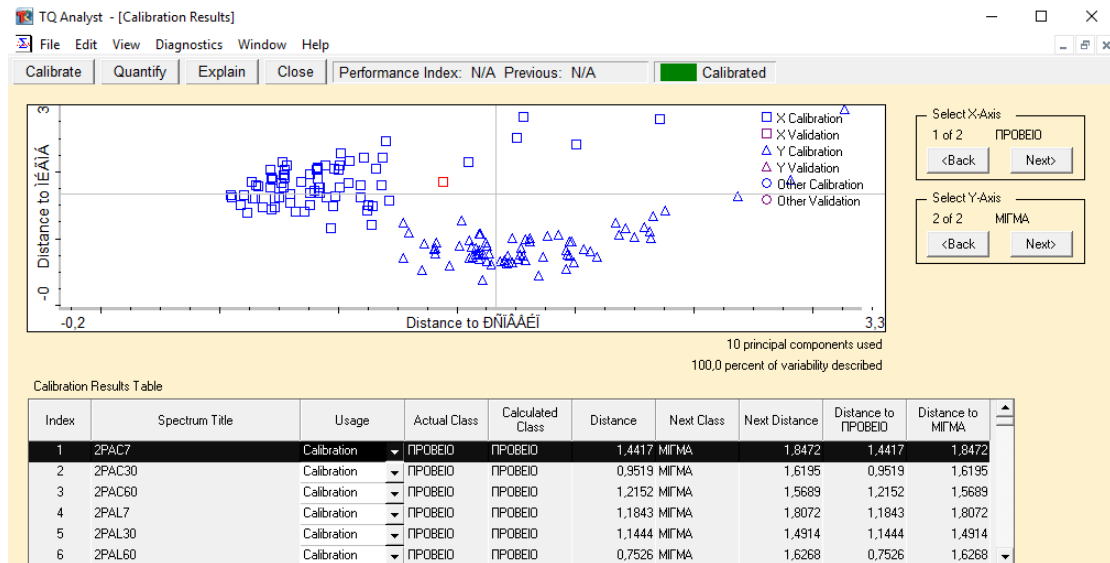 TQ Analyst - [Calibration Results]
File Edit View Diagnostics Window Help
Calibrate Quantify Explain Close Performance Index: N/A Previous: N/A Calibrated
3
Distance to ìÉÃìÁ
-0
-0,2
Distance to ÐÑÏÂÅÉÏ
3,3
X Calibration
X Validation
Y Calibration
Y Validation
Other Calibration
Other Validation
Select X-Axis
1 of 2 ΠΡΟΒΕΙΟ
<Back Next>
Select Y-Axis
2 of 2 ΜΙΓΜΑ
<Back Next>
10 principal components used
100,0 percent of variability described
Calibration Results Table
Index Spectrum Title Usage Actual Class Calculated Class Distance Next Class Next Distance Distance to ΠΡΟΒΕΙΟ Distance to ΜΙΓΜΑ
1 2PAC7 Calibration ΠΡΟΒΕΙΟ ΠΡΟΒΕΙΟ 1,4417 ΜΙΓΜΑ 1,8472 1,4417 1,8472
2 2PAC30 Calibration ΠΡΟΒΕΙΟ ΠΡΟΒΕΙΟ 0,9519 ΜΙΓΜΑ 1,6195 0,9519 1,6195
3 2PAC60 Calibration ΠΡΟΒΕΙΟ ΠΡΟΒΕΙΟ 1,2152 ΜΙΓΜΑ 1,5689 1,2152 1,5689
4 2PAL7 Calibration ΠΡΟΒΕΙΟ ΠΡΟΒΕΙΟ 1,1843 ΜΙΓΜΑ 1,8072 1,1843 1,8072
5 2PAL30 Calibration ΠΡΟΒΕΙΟ ΠΡΟΒΕΙΟ 1,1444 ΜΙΓΜΑ 1,4914 1,1444 1,4914
6 2PAL60 Calibration ΠΡΟΒΕΙΟ ΠΡΟΒΕΙΟ 0,7526 ΜΙΓΜΑ 1,6268 0,7526 1,6268